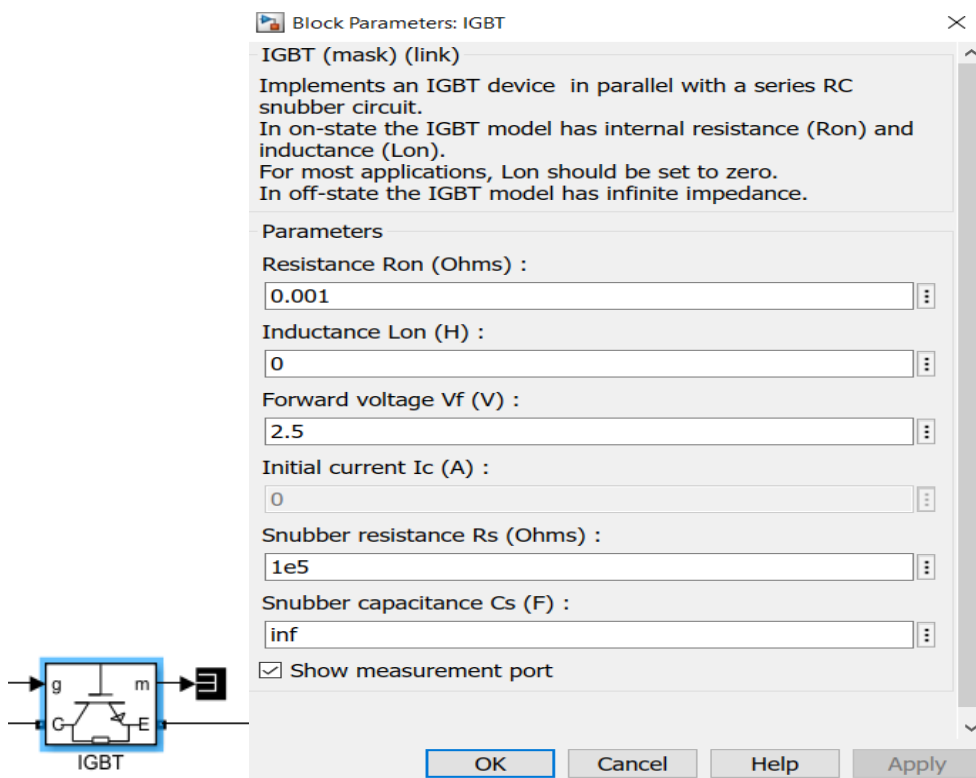 Block Parameters: IGBT
IGBT (mask) (link)
Implements an IGBT device  in parallel with a series RC
snubber circuit.
In on-state the IGBT model has internal resistance (Ron) and
inductance (Lon).
For most applications, Lon should be set to zero.
In off-state the IGBT model has infinite impedance.
Parameters
Resistance Ron (Ohms) :
0.001
Inductance Lon (H) :
0
Forward voltage Vf (V) :
2.5
Initial current Ic (A) :
0
Snubber resistance Rs (Ohms) :
1e5
Snubber capacitance Cs (F) :
inf
Show measurement port
g m
C E
IGBT
OK Cancel Help Apply